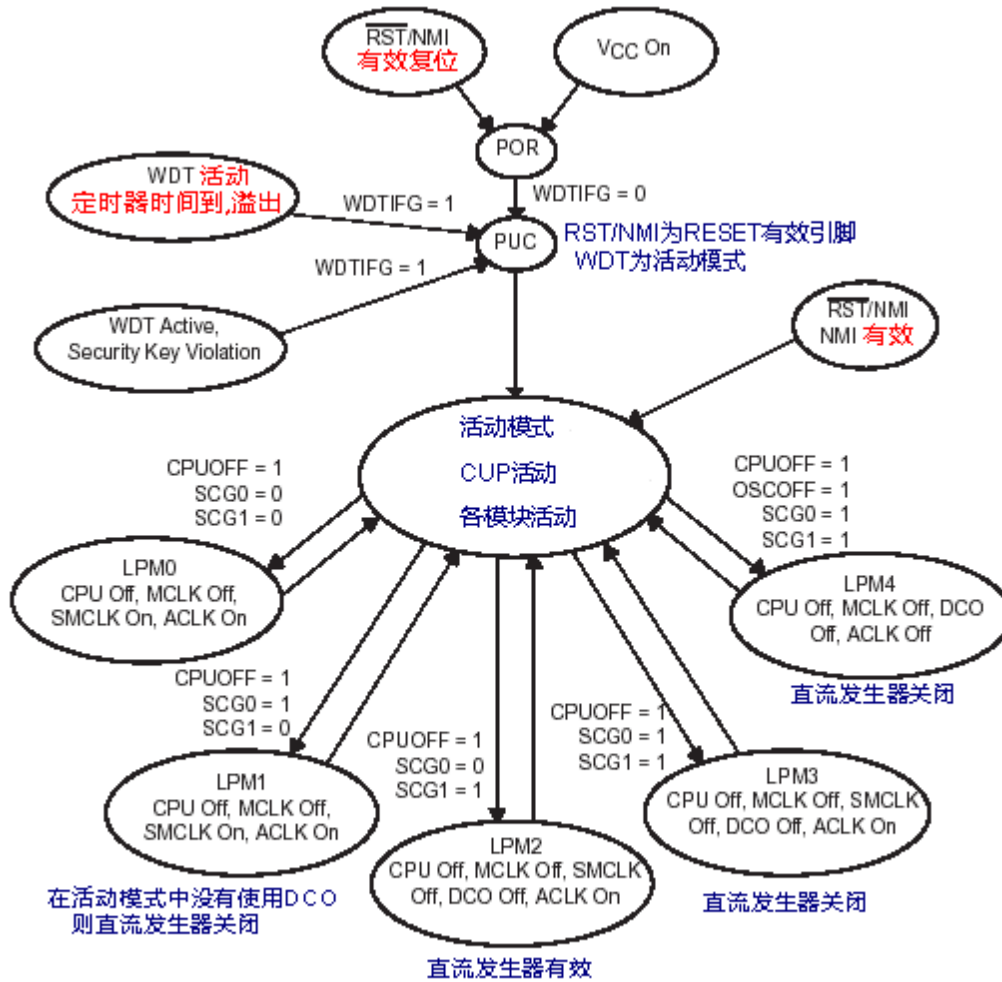 RST/NMI
有效复位
VCC On
POR
WDT 活动
定时器时间到,溢出
WDTIFG = 1
WDTIFG = 0
PUC
RST/NMI为RESET有效引脚
WDT为活动模式
WDTIFG = 1
WDT Active,
Security Key Violation
RST/NMI
NMI 有效
活动模式
CUP活动
各模块活动
CPUOFF = 1
SCG0 = 0
SCG1 = 0
CPUOFF = 1
OSCOFF = 1
SCG0 = 1
SCG1 = 1
LPM0
CPU Off, MCLK Off,
SMCLK On, ACLK On
LPM4
CPU Off, MCLK Off, DCO
Off, ACLK Off
直流发生器关闭
CPUOFF = 1
SCG0 = 1
SCG1 = 0
CPUOFF = 1
SCG0 = 0
SCG1 = 1
CPUOFF = 1
SCG0 = 1
SCG1 = 1
LPM1
CPU Off, MCLK Off,
SMCLK On, ACLK On
在活动模式中没有使用DCO
则直流发生器关闭
LPM2
CPU Off, MCLK Off, SMCLK
Off, DCO Off, ACLK On
直流发生器有效
LPM3
CPU Off, MCLK Off, SMCLK
Off, DCO Off, ACLK On
直流发生器关闭